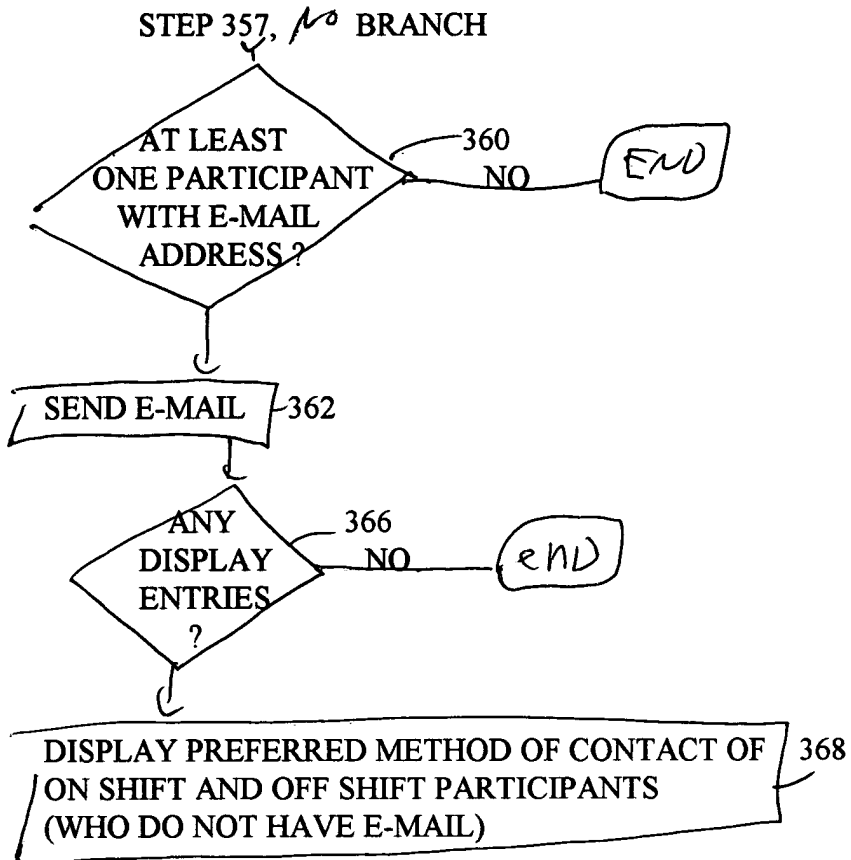 STEP 357, NO BRANCH
AT LEAST
ONE PARTICIPANT
WITH E-MAIL
ADDRESS ?
360
NO
END
SEND E-MAIL
362
ANY
DISPLAY
ENTRIES
?
366
NO
enD
DISPLAY PREFERRED METHOD OF CONTACT OF
ON SHIFT AND OFF SHIFT PARTICIPANTS
(WHO DO NOT HAVE E-MAIL)
368